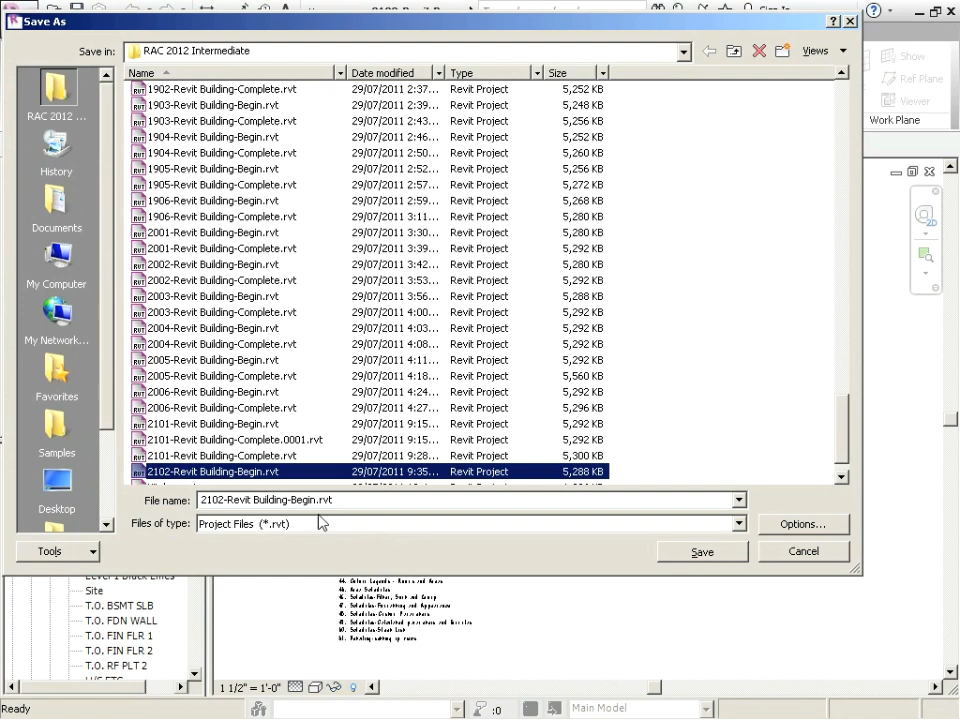 Save As
Save in:
RAC 2012 Intermediate
Views
Name
Date modified
Type
Size
1902-Revit Building-Complete.rvt 29/07/2011 2:37... Revit Project 5,252 KB
1903-Revit Building-Begin.rvt 29/07/2011 2:39... Revit Project 5,248 KB
1903-Revit Building-Complete.rvt 29/07/2011 2:43... Revit Project 5,256 KB
1904-Revit Building-Begin.rvt 29/07/2011 2:46... Revit Project 5,252 KB
1904-Revit Building-Complete.rvt 29/07/2011 2:50... Revit Project 5,260 KB
1905-Revit Building-Begin.rvt 29/07/2011 2:52... Revit Project 5,256 KB
1905-Revit Building-Complete.rvt 29/07/2011 2:57... Revit Project 5,272 KB
1906-Revit Building-Begin.rvt 29/07/2011 2:59... Revit Project 5,268 KB
1906-Revit Building-Complete.rvt 29/07/2011 3:11... Revit Project 5,280 KB
2001-Revit Building-Begin.rvt 29/07/2011 3:30... Revit Project 5,280 KB
2001-Revit Building-Complete.rvt 29/07/2011 3:39... Revit Project 5,292 KB
2002-Revit Building-Begin.rvt 29/07/2011 3:42... Revit Project 5,280 KB
2002-Revit Building-Complete.rvt 29/07/2011 3:53... Revit Project 5,292 KB
2003-Revit Building-Begin.rvt 29/07/2011 3:56... Revit Project 5,288 KB
2003-Revit Building-Complete.rvt 29/07/2011 4:00... Revit Project 5,292 KB
2004-Revit Building-Begin.rvt 29/07/2011 4:03... Revit Project 5,292 KB
2004-Revit Building-Complete.rvt 29/07/2011 4:08... Revit Project 5,292 KB
2005-Revit Building-Begin.rvt 29/07/2011 4:11... Revit Project 5,292 KB
2005-Revit Building-Complete.rvt 29/07/2011 4:18... Revit Project 5,560 KB
2006-Revit Building-Begin.rvt 29/07/2011 4:24... Revit Project 5,292 KB
2006-Revit Building-Complete.rvt 29/07/2011 4:27... Revit Project 5,296 KB
2101-Revit Building-Begin.rvt 29/07/2011 9:15... Revit Project 5,292 KB
2101-Revit Building-Complete.0001.rvt 29/07/2011 9:15... Revit Project 5,292 KB
2101-Revit Building-Complete.rvt 29/07/2011 9:28... Revit Project 5,300 KB
2102-Revit Building-Begin.rvt 29/07/2011 9:35... Revit Project 5,288 KB
RAC 2012 ...
History
Documents
My Computer
My Network...
Favorites
Samples
Desktop
File name:
2102-Revit Building-Begin.rvt
Files of type:
Project Files (*.rvt)
Options...
Tools
Save
Cancel
Show
Ref Plane
Viewer
Work Plane
2D
Level 1 Black Lines
Site
T.O. BSMT SLB
T.O. FDN WALL
T.O. FIN FLR 1
T.O. FIN FLR 2
T.O. RF PLT 2
1 1/2" = 1'-0"
Ready
:0
Main Model